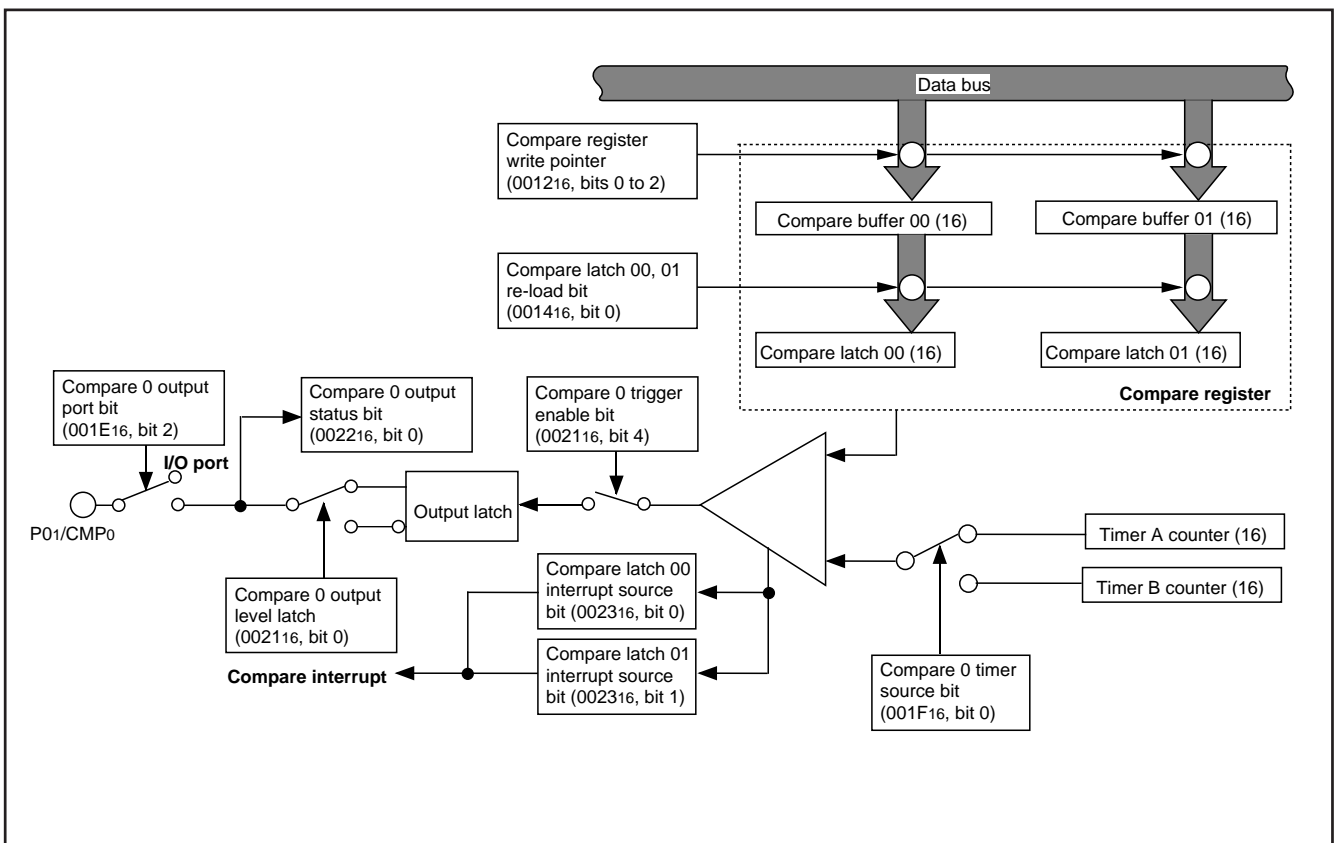 Data bus
Compare register
write pointer
(001216, bits 0 to 2)
Compare buffer 00 (16)
Compare buffer 01 (16)
Compare latch 00, 01
re-load bit
(001416, bit 0)
Compare latch 00 (16)
Compare latch 01 (16)
Compare register
Compare 0 output
port bit
(001E16, bit 2)
Compare 0 output
status bit
(002216, bit 0)
Compare 0 trigger
enable bit
(002116, bit 4)
I/O port
P01/CMP0
Output latch
Timer A counter (16)
Timer B counter (16)
Compare 0 output
level latch
(002116, bit 0)
Compare latch 00
interrupt source
bit (002316, bit 0)
Compare latch 01
interrupt source
bit (002316, bit 1)
Compare interrupt
Compare 0 timer
source bit
(001F16, bit 0)